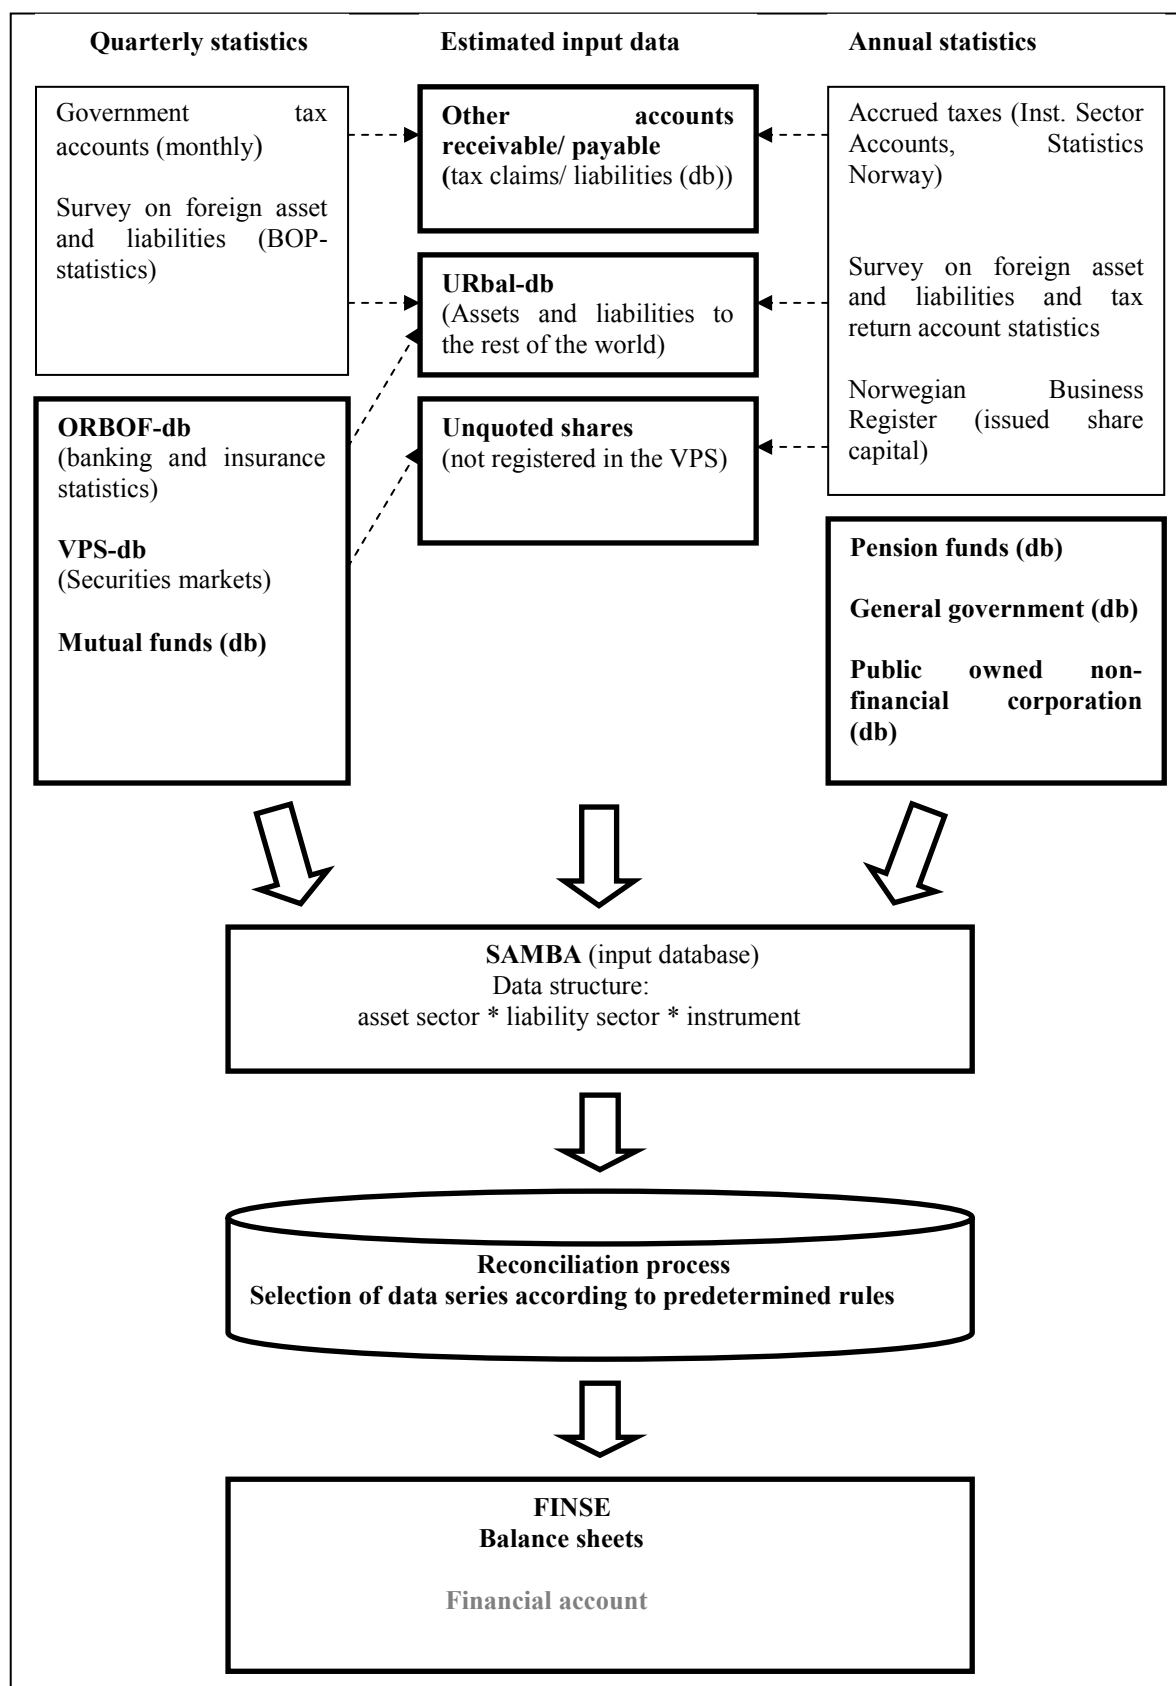 Quarterly statistics
Government tax
accounts (monthly)
Survey on foreign asset
and liabilities (BOP-
statistics)
ORBOF-db
(banking and insurance
statistics)
VPS-db
(Securities markets)
Mutual funds (db)
Estimated input data
Other accounts
receivable/ payable
(tax claims/ liabilities (db))
URbal-db
(Assets and liabilities to
the rest of the world)
Unquoted shares
(not registered in the VPS)
Annual statistics
Accrued taxes (Inst. Sector
Accounts, Statistics
Norway)
Survey on foreign asset
and liabilities and tax
return account statistics
Norwegian Business
Register (issued share
capital)
Pension funds (db)
General government (db)
Public owned non-
financial corporation
(db)
SAMBA (input database)
Data structure:
asset sector * liability sector * instrument
Reconciliation process
Selection of data series according to predetermined rules
FINSE
Balance sheets
Financial account